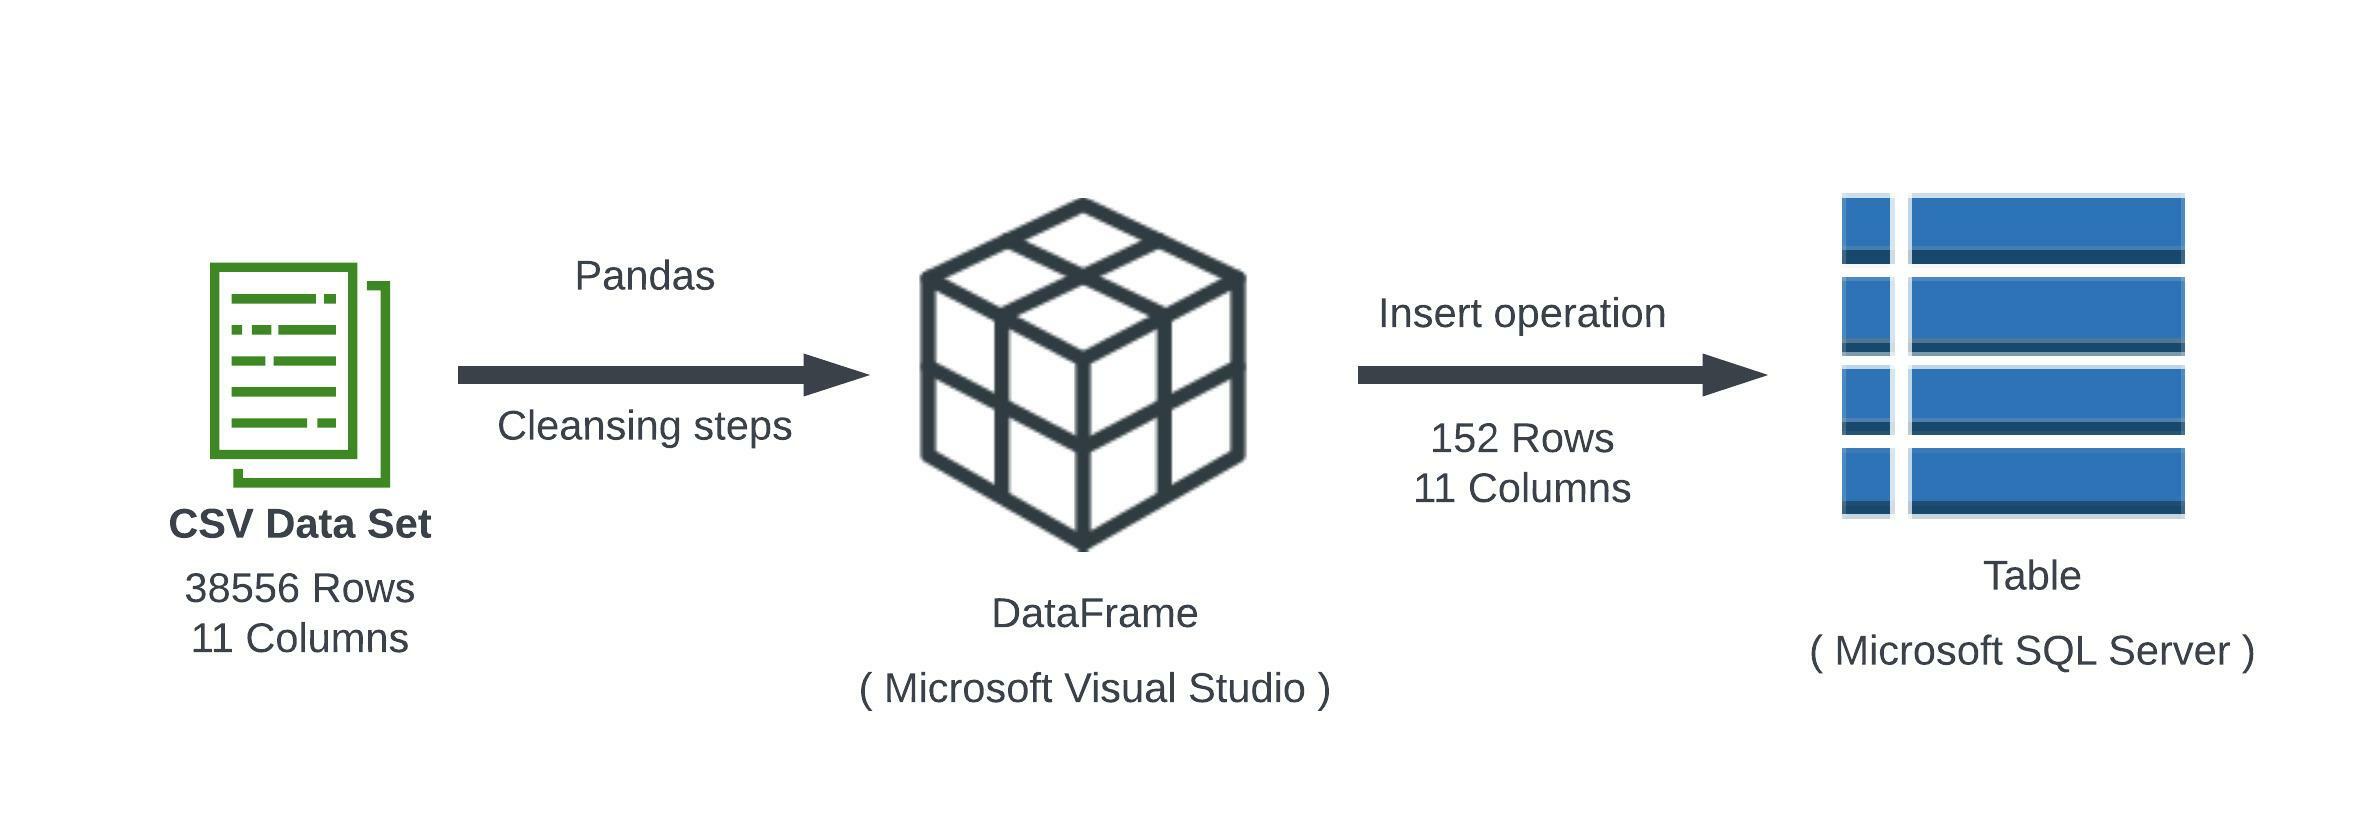 Pandas
Cleansing steps
CSV Data Set
38556 Rows
11 Columns
DataFrame
( Microsoft Visual Studio )
Insert operation
152 Rows
11 Columns
Table
( Microsoft SQL Server )